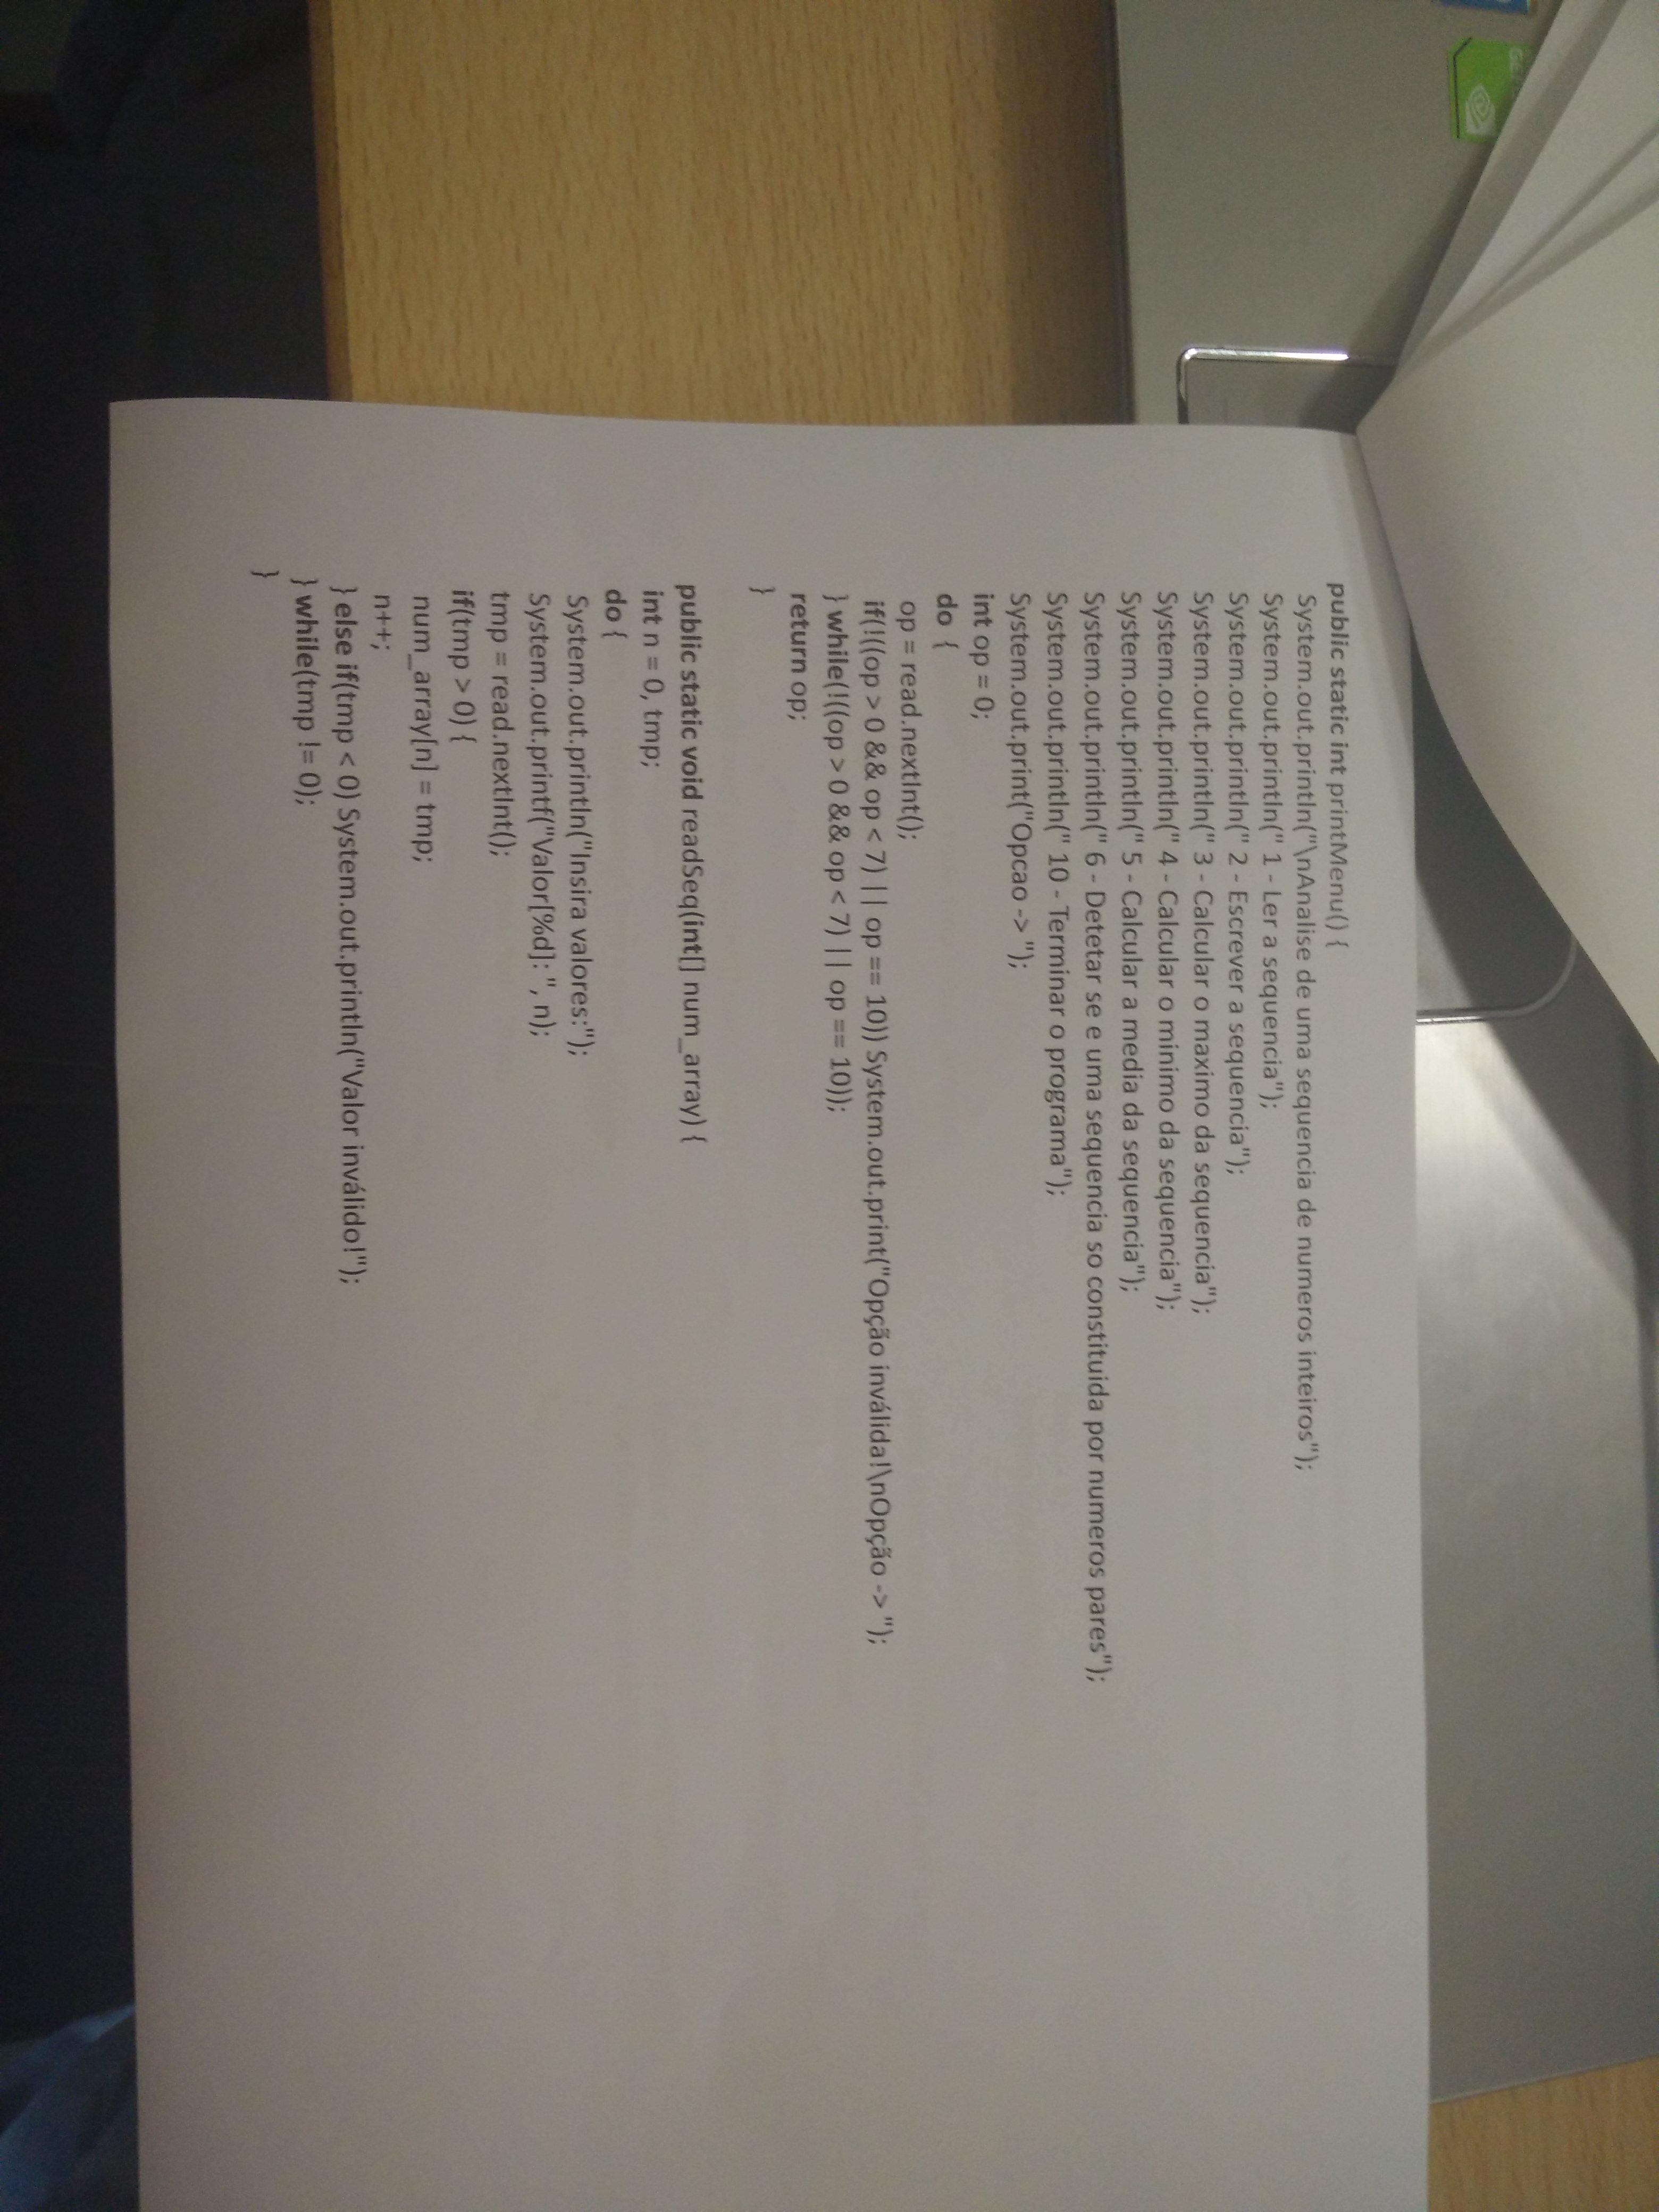 public static int printMenu() {
System.out.println("\nAnalise de uma sequencia de numeros inteiros");
System.out.println(" 1 - Ler a sequencia");
System.out.println(" 2 - Escrever a sequencia");
System.out.println(" 3 - Calcular o maximo da sequencia");
System.out.println(" 4 - Calcular o minimo da sequencia");
System.out.println(" 5 - Calcular a media da sequencia");
System.out.println(" 6 - Detetar se e uma sequencia so constituida por numeros pares");
System.out.println(" 10 - Terminar o programa");
System.out.print("Opcao -> ");
int op = 0;
do {
op = read.nextInt();
if(!((op > 0 && op < 7) || op == 10)) System.out.print("Opção inválida!\nOpção -> ");
} while(!((op > 0 && op < 7) || op == 10));
return op;
}
public static void readSeq(int[] num_array) {
int n = 0, tmp;
do {
System.out.println("Insira valores:");
System.out.printf("Valor[%d]: ", n);
tmp = read.nextInt();
if(tmp > 0) {
num_array[n] = tmp;
n++;
} else if(tmp < 0) System.out.println("Valor inválido!");
} while(tmp != 0);
}